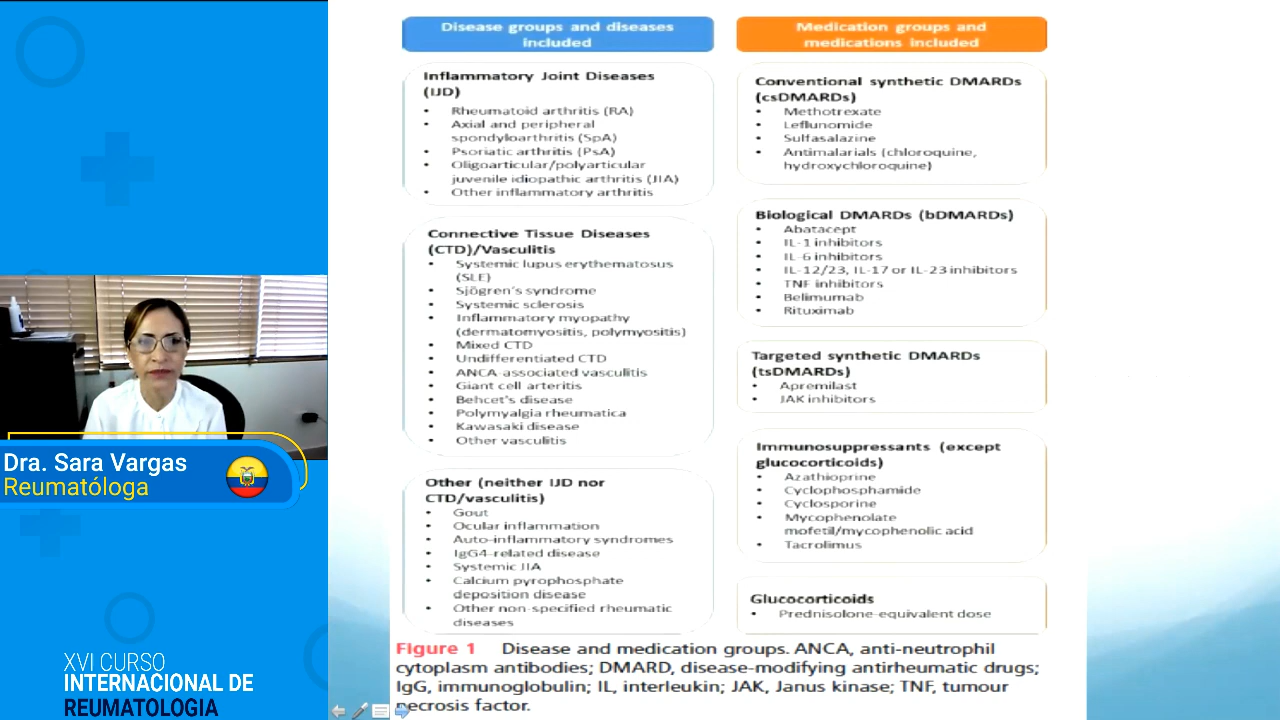 Dra. Sara Vargas
Reumatóloga
XVI CURSO
INTERNACIONAL DE
REUMATOLOGIA
Disease groups and diseases
included
Inflammatory Joint Diseases
(IJD)
• Rheumatoid arthritis (RA)
• Axial and peripheral
spondyloarthritis (SpA)
• Psoriatic arthritis (PsA)
• Oligoarticular/polyarticular
juvenile idiopathic arthritis (JIA)
• Other inflammatory arthritis
Connective Tissue Diseases
(CTD)/Vasculitis
• Systemic lupus erythematosus
(SLE)
• Sjögren's syndrome
• Systemic sclerosis
• Inflammatory myopathy
(dermatomyositis, polymyositis)
• Mixed CTD
• Undifferentiated CTD
• ANCA-associated vasculitis
• Giant cell arteritis
• Behcet's disease
• Polymyalgia rheumatica
• Kawasaki disease
• Other vasculitis
Other (neither IJD nor
CTD/vasculitis)
• Gout
• Ocular inflammation
• Auto-inflammatory syndromes
• IgG4-related disease
• Systemic JIA
• Calcium pyrophosphate
deposition disease
• Other non-specified rheumatic
diseases
Medication groups and
medications included
Conventional synthetic DMARDs
(csDMARDs)
• Methotrexate
• Leflunomide
• Sulfasalazine
• Antimalarials (chloroquine,
hydroxychloroquine)
Biological DMARDs (bDMARDs)
• Abatacept
• IL-1 inhibitors
• IL-6 inhibitors
• IL-12/23, IL-17 or IL-23 inhibitors
• TNF inhibitors
• Belimumab
• Rituximab
Targeted synthetic DMARDs
(tsDMARDs)
• Apremilast
• JAK inhibitors
Immunosuppressants (except
glucocorticoids)
• Azathioprine
• Cyclophosphamide
• Cyclosporine
• Mycophenolate
mofetil/mycophenolic acid
• Tacrolimus
Glucocorticoids
• Prednisolone-equivalent dose
Figure 1 Disease and medication groups. ANCA, anti-neutrophil
cytoplasm antibodies; DMARD, disease-modifying antirheumatic drugs;
IgG, immunoglobulin; IL, interleukin; JAK, Janus kinase; TNF, tumour
necrosis factor.